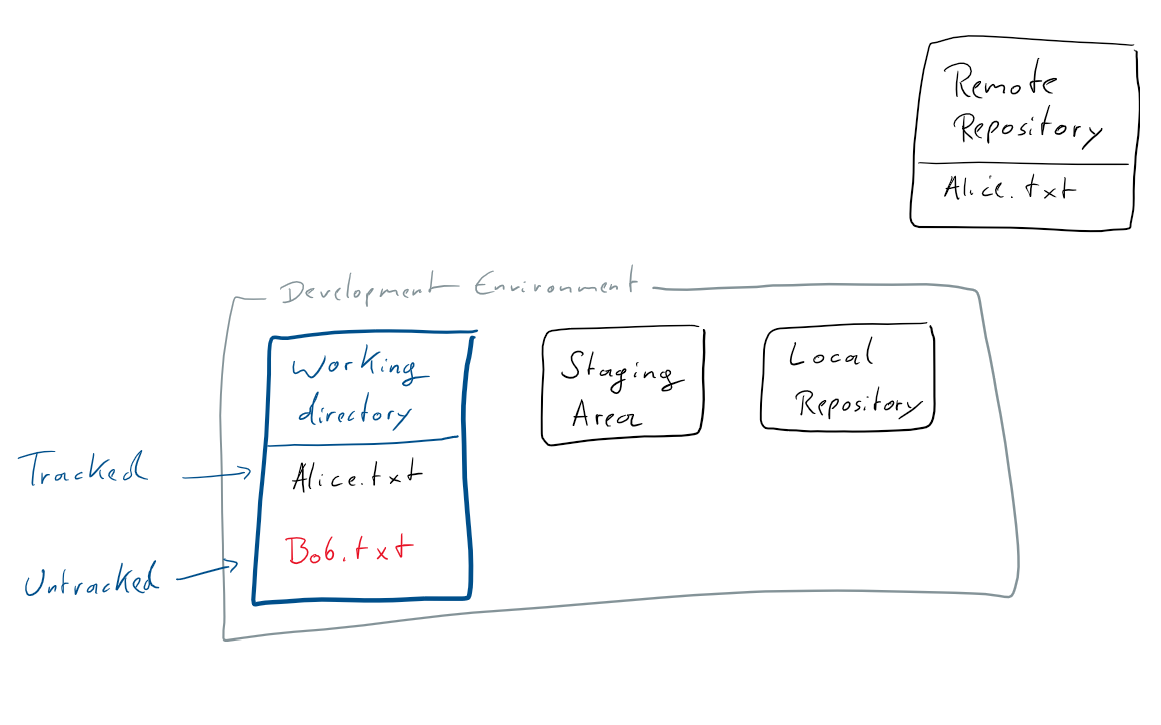 Remote
Repository
Alice.txt
Development Environment
Working
directory
Staging
Area
Local
Repository
Tracked
Alice.txt
Untracked
Bob.txt